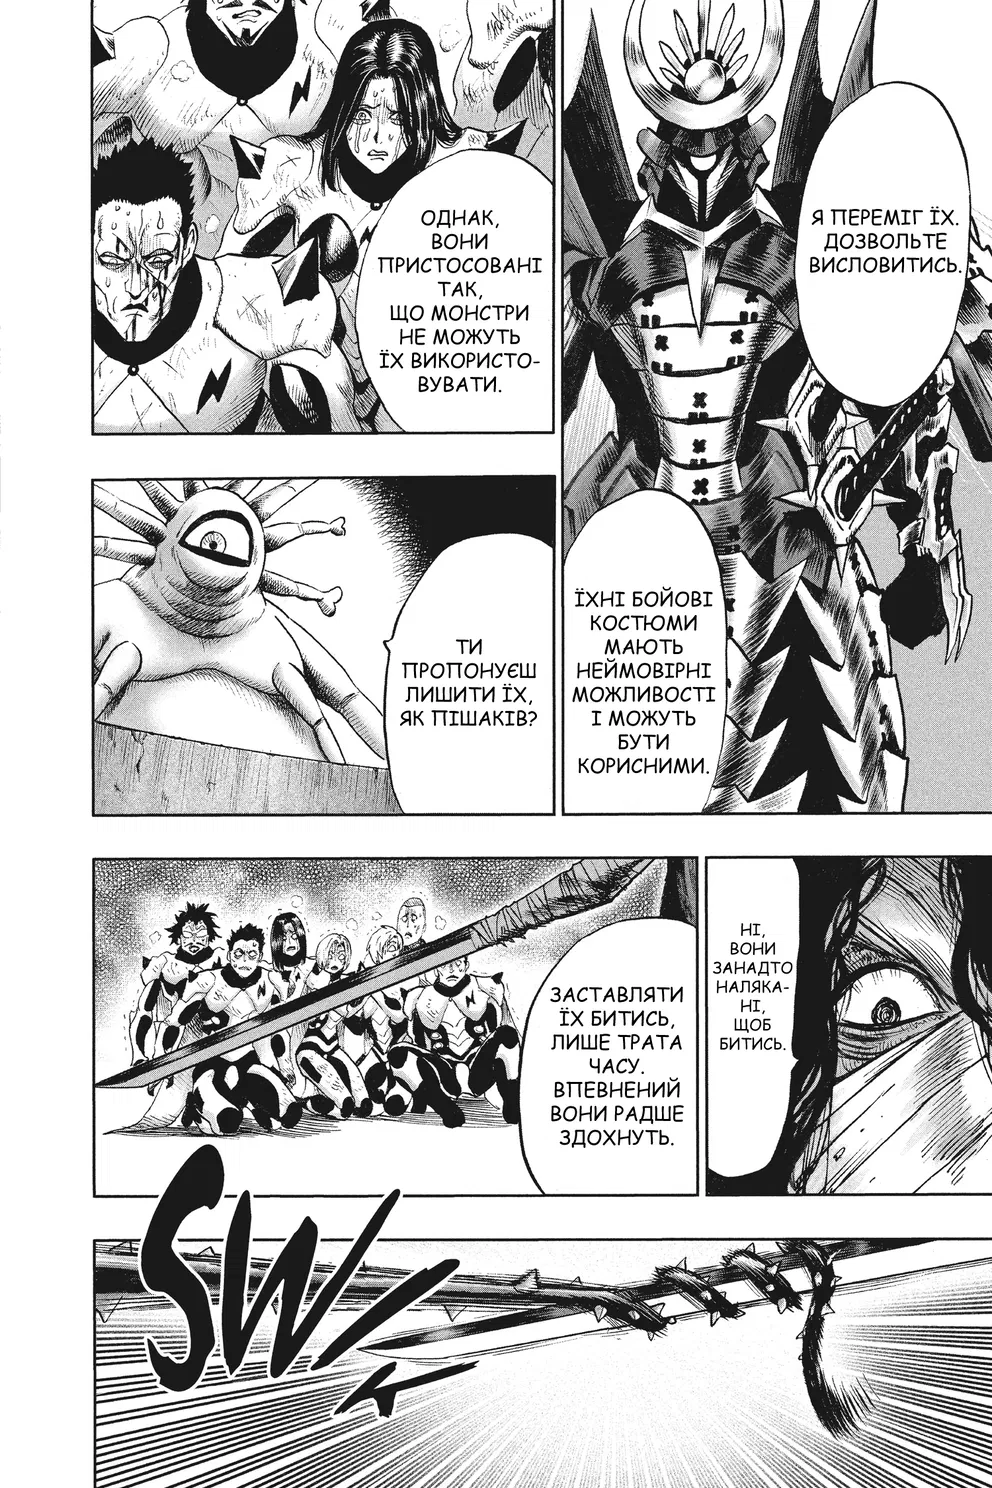 Я ПЕРЕМІГ ЇХ.
ДОЗВОЛЬТЕ
ВИСЛОВИТИСЬ.
ЇХНІ БОЙОВІ
КОСТЮМИ
МАЮТЬ
НЕЙМОВІРНІ
МОЖЛИВОСТІ
І МОЖУТЬ
БУТИ
КОРИСНИМИ.
ОДНАК,
ВОНИ
ПРИСТОСОВАНІ
ТАК,
ЩО МОНСТРИ
НЕ МОЖУТЬ
ЇХ ВИКОРИСТО-
ВУВАТИ.
ТИ
ПРОПОНУЄШ
ЛИШИТИ ЇХ,
ЯК ПІШАКІВ?
НІ,
ВОНИ
ЗАНАДТО
НАЛЯКА-
НІ,
ЩОБ
БИТИСЬ.
ЗАСТАВЛЯТИ
ЇХ БИТИСЬ,
ЛИШЕ ТРАТА
ЧАСУ.
ВПЕВНЕНИЙ
ВОНИ РАДШЕ
ЗДОХНУТЬ.